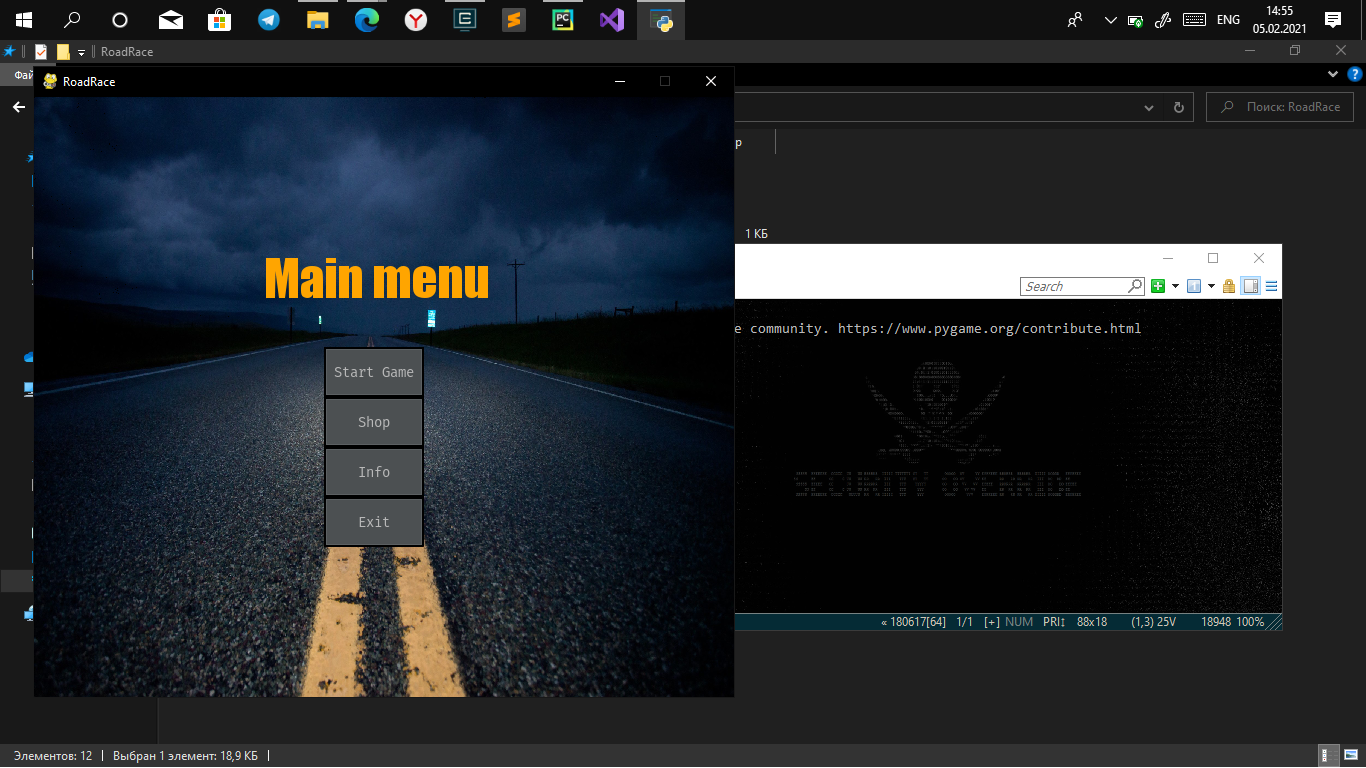 ENG
14:55
05.02.2021
RoadRace
Фай
RoadRace
Поиск: RoadRace
р
1 КБ
Main menu
Search
e community. https://www.pygame.org/contribute.html
Start Game
Shop
Info
Exit
« 180617[64] 1/1 [+] NUM PRI↕ 88x18 (1,3) 25V 18948 100%
Элементов: 12 Выбран 1 элемент: 18,9 КБ